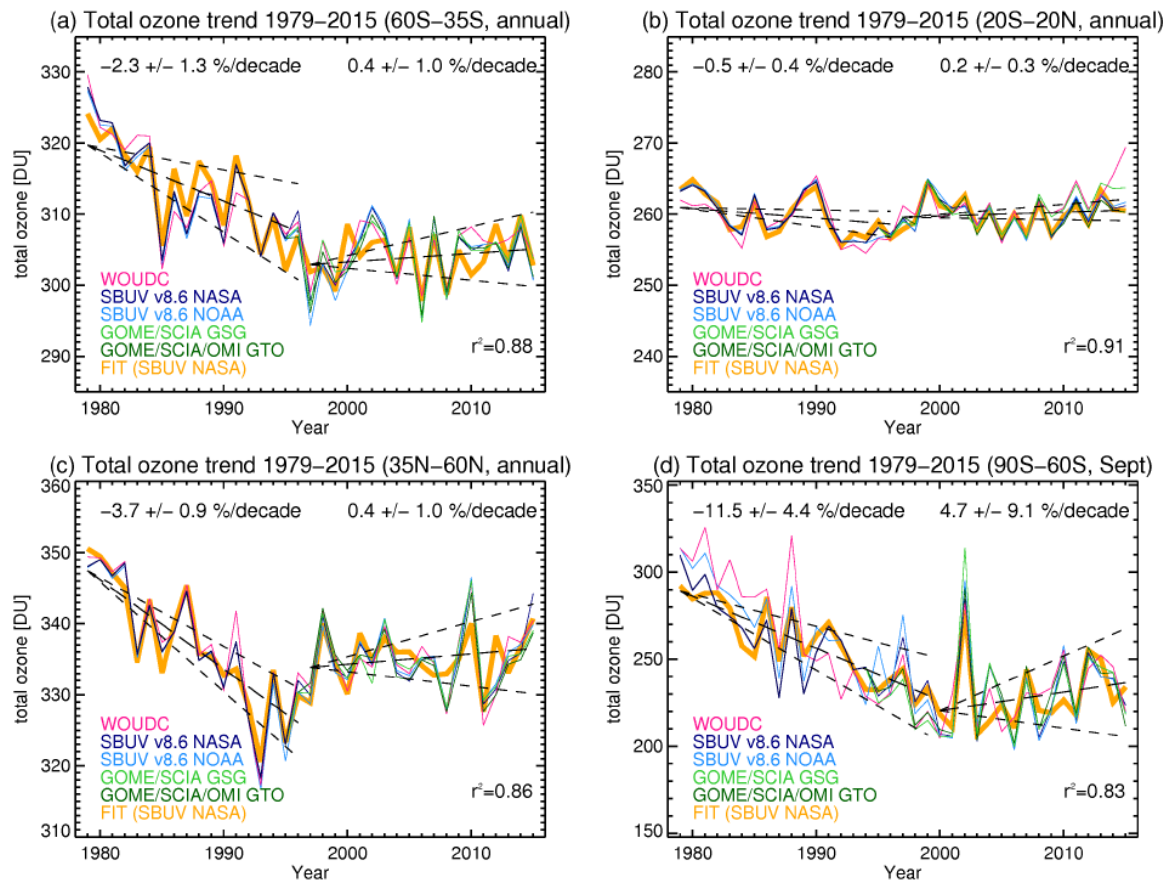 (a) Total ozone trend 1979−2015 (60S−35S, annual)
−2.3 +/− 1.3 %/decade 0.4 +/− 1.0 %/decade
330
320
310
300
290
total ozone [DU]
WOUDC
SBUV v8.6 NASA
SBUV v8.6 NOAA
GOME/SCIA GSG
GOME/SCIA/OMI GTO
FIT (SBUV NASA)
r²=0.88
1980 1990 2000 2010
Year
(b) Total ozone trend 1979−2015 (20S−20N, annual)
−0.5 +/− 0.4 %/decade 0.2 +/− 0.3 %/decade
280
270
260
250
240
total ozone [DU]
WOUDC
SBUV v8.6 NASA
SBUV v8.6 NOAA
GOME/SCIA GSG
GOME/SCIA/OMI GTO
FIT (SBUV NASA)
r²=0.91
1980 1990 2000 2010
Year
(c) Total ozone trend 1979−2015 (35N−60N, annual)
−3.7 +/− 0.9 %/decade 0.4 +/− 1.0 %/decade
360
350
340
330
320
310
total ozone [DU]
WOUDC
SBUV v8.6 NASA
SBUV v8.6 NOAA
GOME/SCIA GSG
GOME/SCIA/OMI GTO
FIT (SBUV NASA)
r²=0.86
1980 1990 2000 2010
Year
(d) Total ozone trend 1979−2015 (90S−60S, Sept)
−11.5 +/− 4.4 %/decade 4.7 +/− 9.1 %/decade
350
300
250
200
150
total ozone [DU]
WOUDC
SBUV v8.6 NASA
SBUV v8.6 NOAA
GOME/SCIA GSG
GOME/SCIA/OMI GTO
FIT (SBUV NASA)
r²=0.83
1980 1990 2000 2010
Year